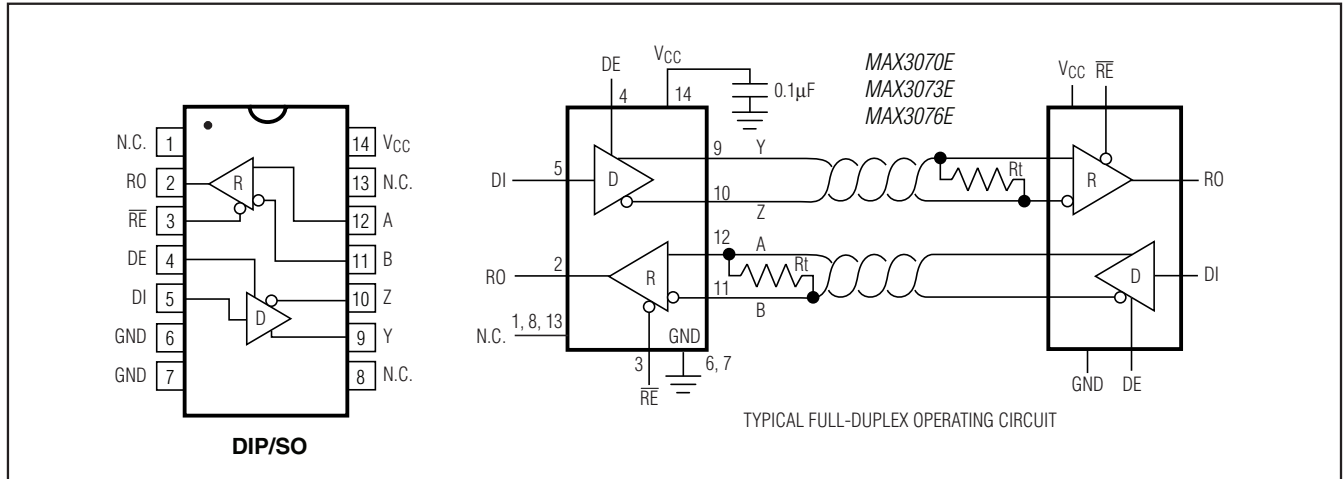 N.C. 1 14 VCC
RO 2 R 13 N.C.
RE 3 12 A
DE 4 11 B
DI 5 D 10 Z
GND 6 9 Y
GND 7 8 N.C.
DIP/SO
DE
4
VCC
14
0.1µF
MAX3070E
MAX3073E
MAX3076E
VCC RE
DI 5 D 9 Y
10
Z
Rt
R RO
RO 2 R 12 A
Rt
11
B
D DI
N.C. 1, 8, 13
GND
3 6, 7
RE
GND DE
TYPICAL FULL-DUPLEX OPERATING CIRCUIT